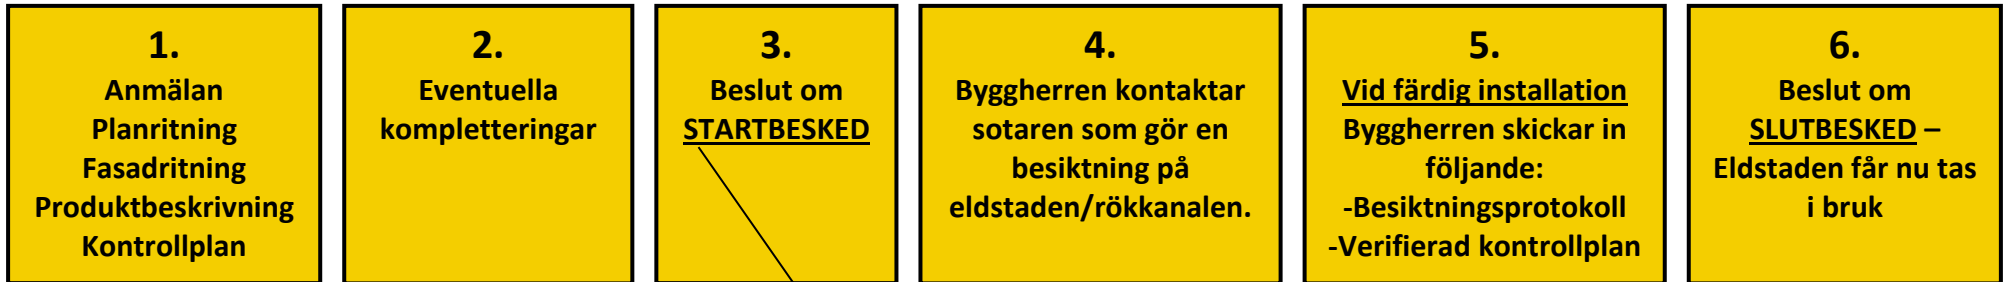 1.
Anmälan
Planritning
Fasadritning
Produktbeskrivning
Kontrollplan
2.
Eventuella
kompletteringar
3.
Beslut om
STARTBESKED
4.
Byggherren kontaktar
sotaren som gör en
besiktning på
eldstaden/rökkanalen.
5.
Vid färdig installation
Byggherren skickar in
följande:
-Besiktningsprotokoll
-Verifierad kontrollplan
6.
Beslut om
SLUTBESKED –
Eldstaden får nu tas
i bruk